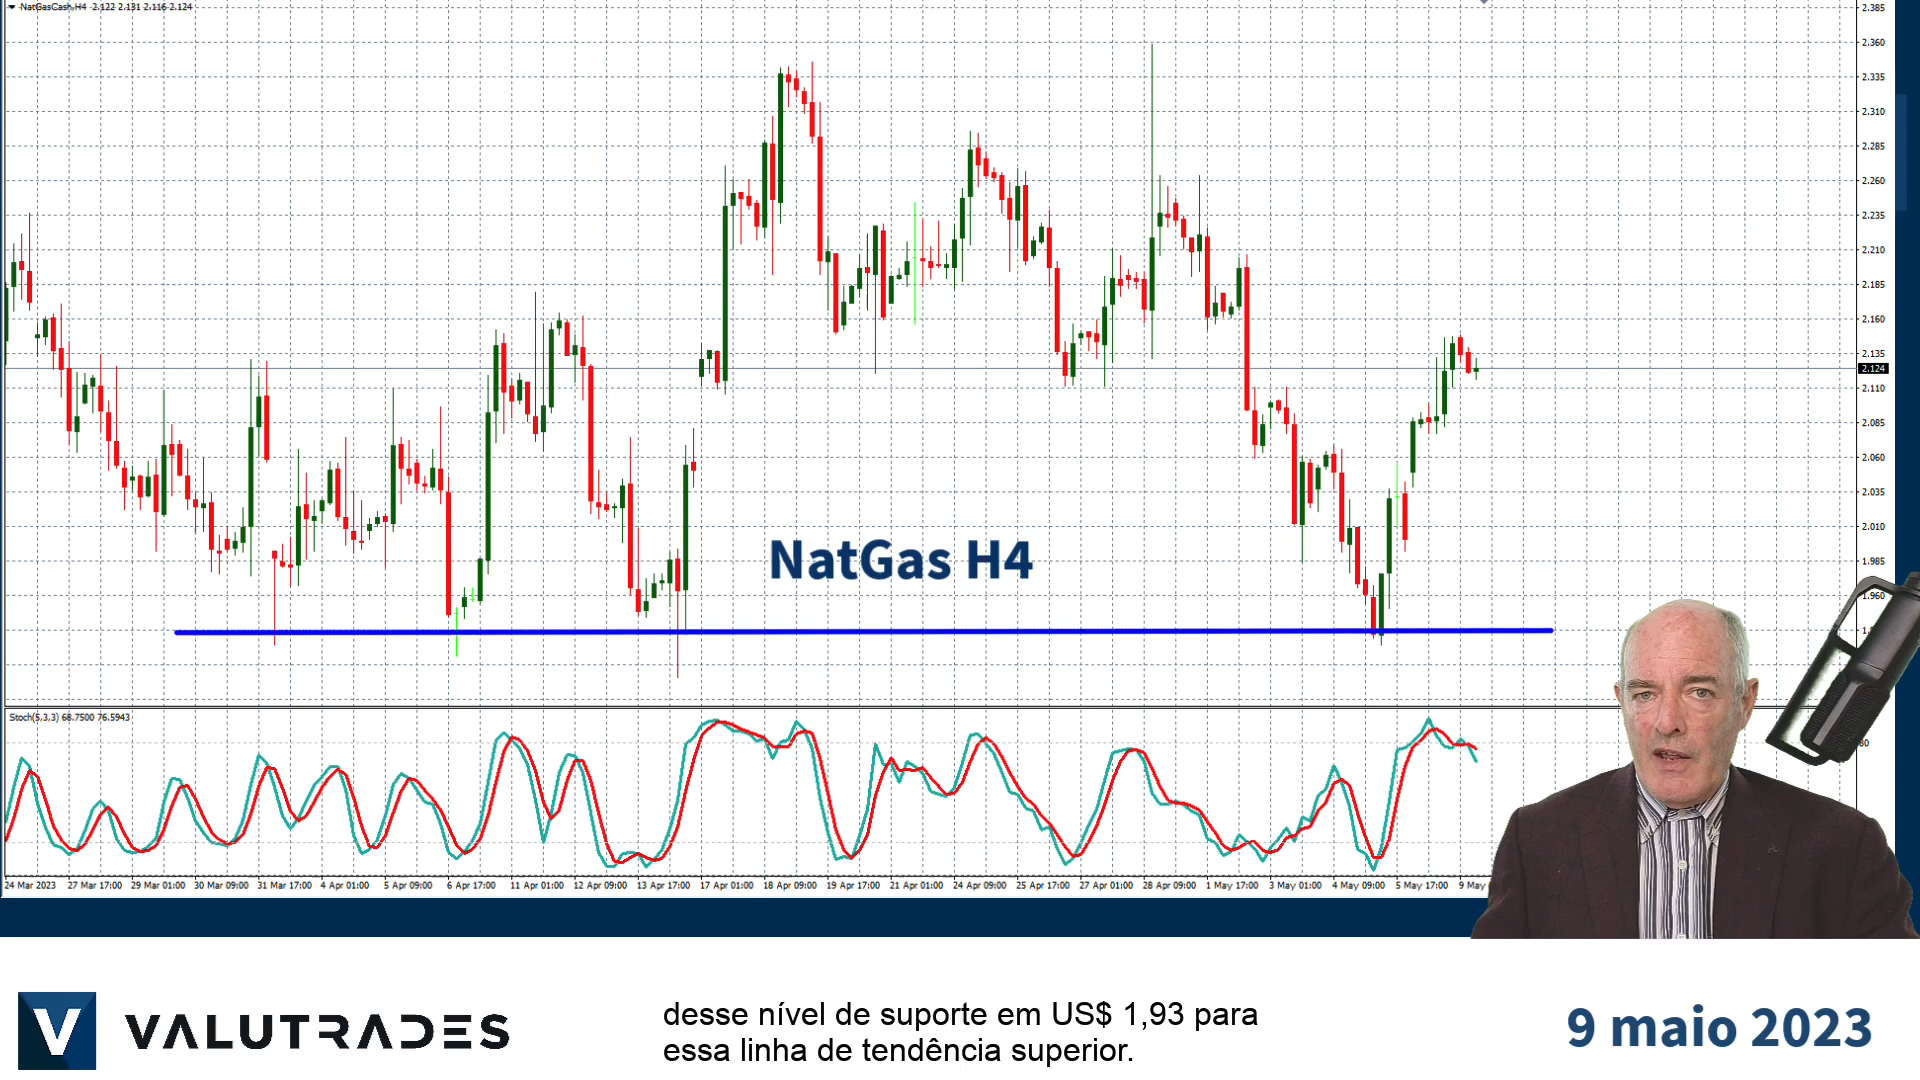 NatGasCash,H4 2.122 2.131 2.116 2.124
2.385
2.360
2.335
2.310
2.285
2.260
2.235
2.210
2.185
2.160
2.135
2.124
2.110
2.085
2.060
2.035
2.010
1.985
1.960
NatGas H4
Stoch(5,3,3) 68.7500 76.5943
80
24 Mar 2023 27 Mar 17:00 29 Mar 01:00 30 Mar 09:00 31 Mar 17:00 4 Apr 01:00 5 Apr 09:00 6 Apr 17:00 11 Apr 01:00 12 Apr 09:00 13 Apr 17:00 17 Apr 01:00 18 Apr 09:00 19 Apr 17:00 21 Apr 01:00 24 Apr 09:00 25 Apr 17:00 27 Apr 01:00 28 Apr 09:00 1 May 17:00 3 May 01:00 4 May 09:00 5 May 17:00 9 May
VALUTRADES
desse nível de suporte em US$ 1,93 para
essa linha de tendência superior.
9 maio 2023